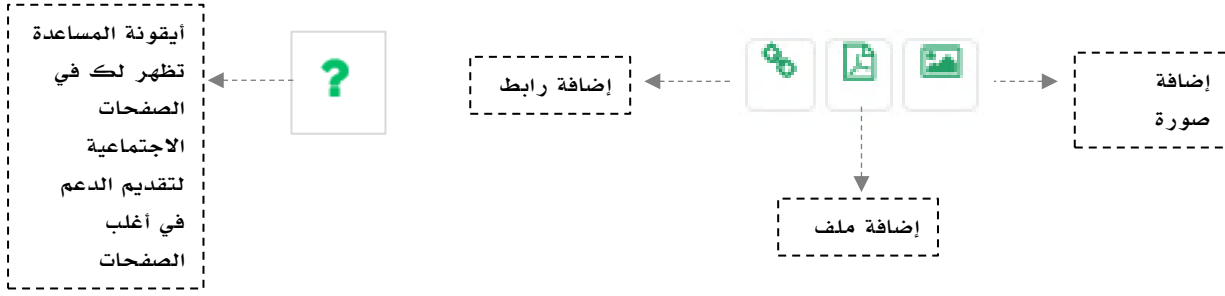 إضافة
صورة
إضافة ملف
إضافة رابط
?
أيقونة المساعدة
تظهر لك في
الصفحات
الاجتماعية
لتقديم الدعم
في أغلب
الصفحات